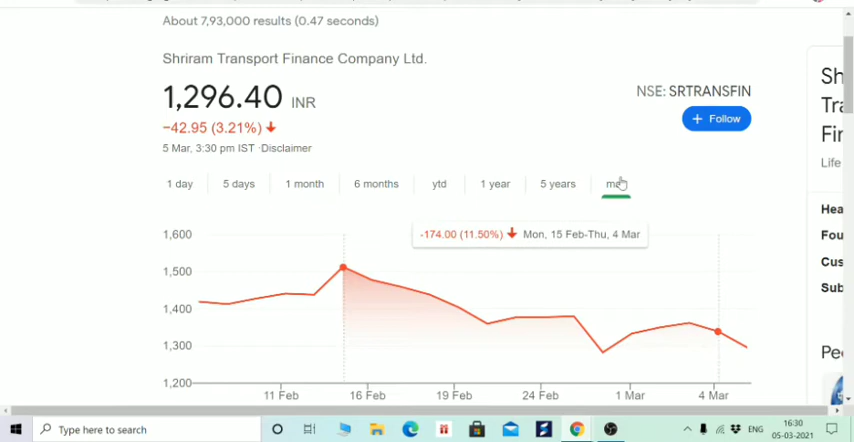 About 7,93,000 results (0.47 seconds)
Shriram Transport Finance Company Ltd.
1,296.40 INR
NSE: SRTRANSFIN
−42.95 (3.21%)
+ Follow
5 Mar, 3:30 pm IST ·Disclaimer
1 day 5 days 1 month 6 months ytd 1 year 5 years
-174.00 (11.50%) Mon, 15 Feb-Thu, 4 Mar
1,600
1,500
1,400
1,300
1,200
11 Feb 16 Feb 19 Feb 24 Feb 1 Mar 4 Mar
Sh
Tra
Fin
Life
Hea
Fou
Cus
Sub
Pe
Type here to search
ENG
16:30
05-03-2021